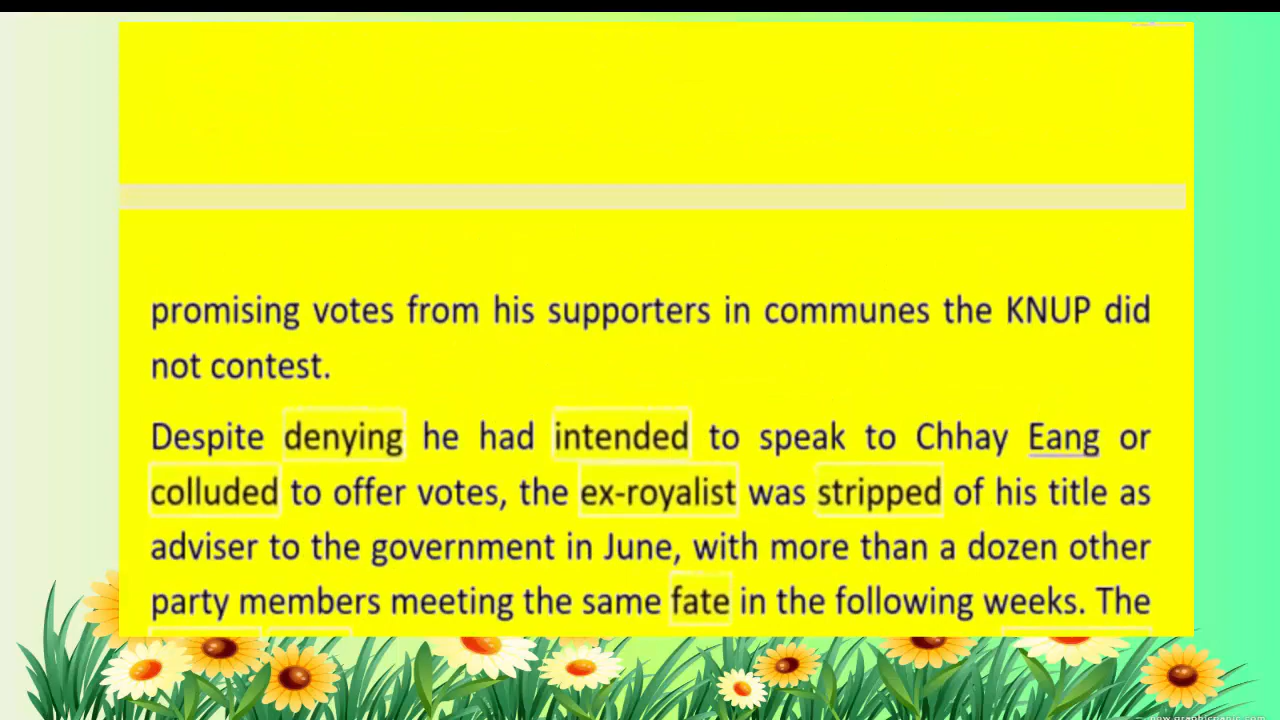 promising votes from his supporters in communes the KNUP did
not contest.
Despite denying he had intended to speak to Chhay Eang or
colluded to offer votes, the ex-royalist was stripped of his title as
adviser to the government in June, with more than a dozen other
party members meeting the same fate in the following weeks. The